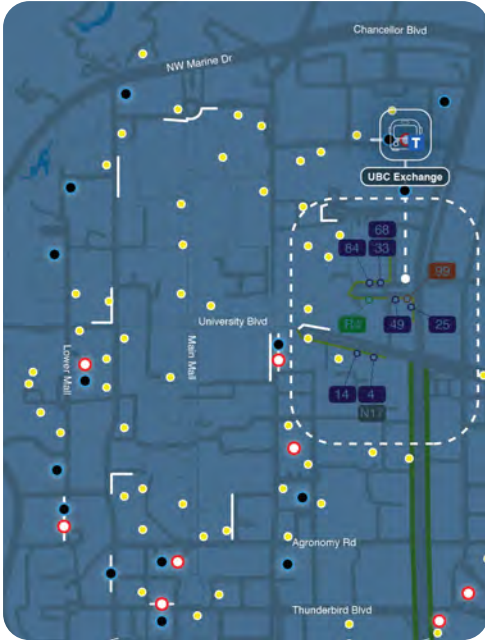 Chancellor Blvd
NW Marine Dr
T
UBC Exchange
68
84 33
99
University Blvd
R4
49 25
Lower Mall
Main Mall
14 4
N17
Agronomy Rd
Thunderbird Blvd